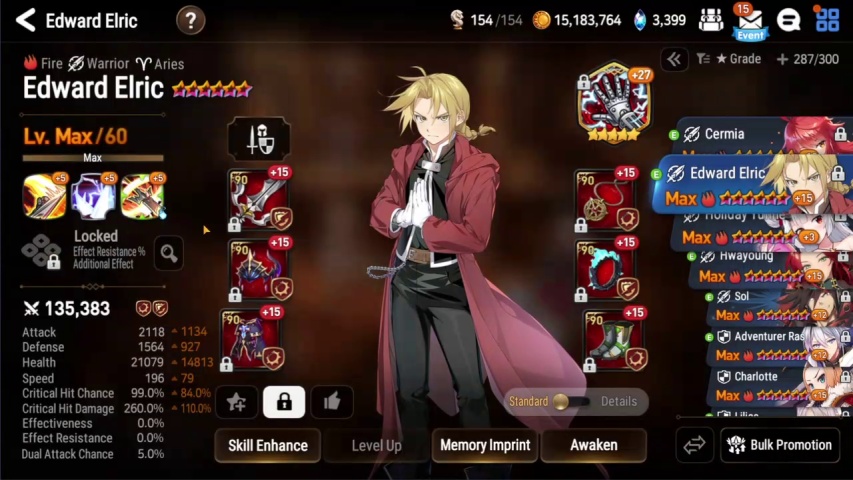 Edward Elric ?
154/154
15,183,764
3,399
15
Event
Fire Warrior Aries
Edward Elric
Lv. Max/60
Max
+5 +5 +5
Locked
Effect Resistance %
Additional Effect
135,383
Attack 2118 1134
Defense 1564 927
Health 21079 14813
Speed 196 79
Critical Hit Chance 99.0% 84.0%
Critical Hit Damage 260.0% 110.0%
Effectiveness 0.0%
Effect Resistance 0.0%
Dual Attack Chance 5.0%
90 +15
90 +15
90 +15
+27
90 +15
90 +15
90 +15
Standard Details
Skill Enhance
Level Up
Memory Imprint
Awaken
Grade
287/300
E Cermia
E Edward Elric
Max +15
Max +3
E Hwayoung
Max +15
E Sol
Max +12
E Adventurer Ras
Max +12
Charlotte
Max +15
Bulk Promotion